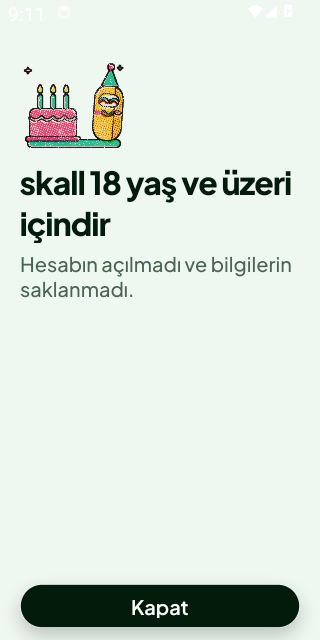 9:11
skall 18 yaş ve üzeri
içindir
Hesabın açılmadı ve bilgilerin
saklanmadı.
Kapat